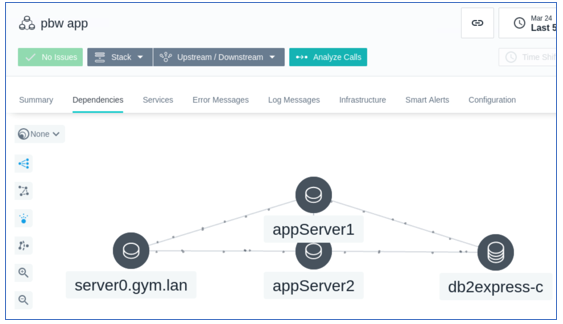 pbw app
Mar 24
Last 5
No Issues
Stack
Upstream / Downstream
Analyze Calls
Time Shi
Summary
Dependencies
Services
Error Messages
Log Messages
Infrastructure
Smart Alerts
Configuration
None
appServer1
server0.gym.lan
appServer2
db2express-c